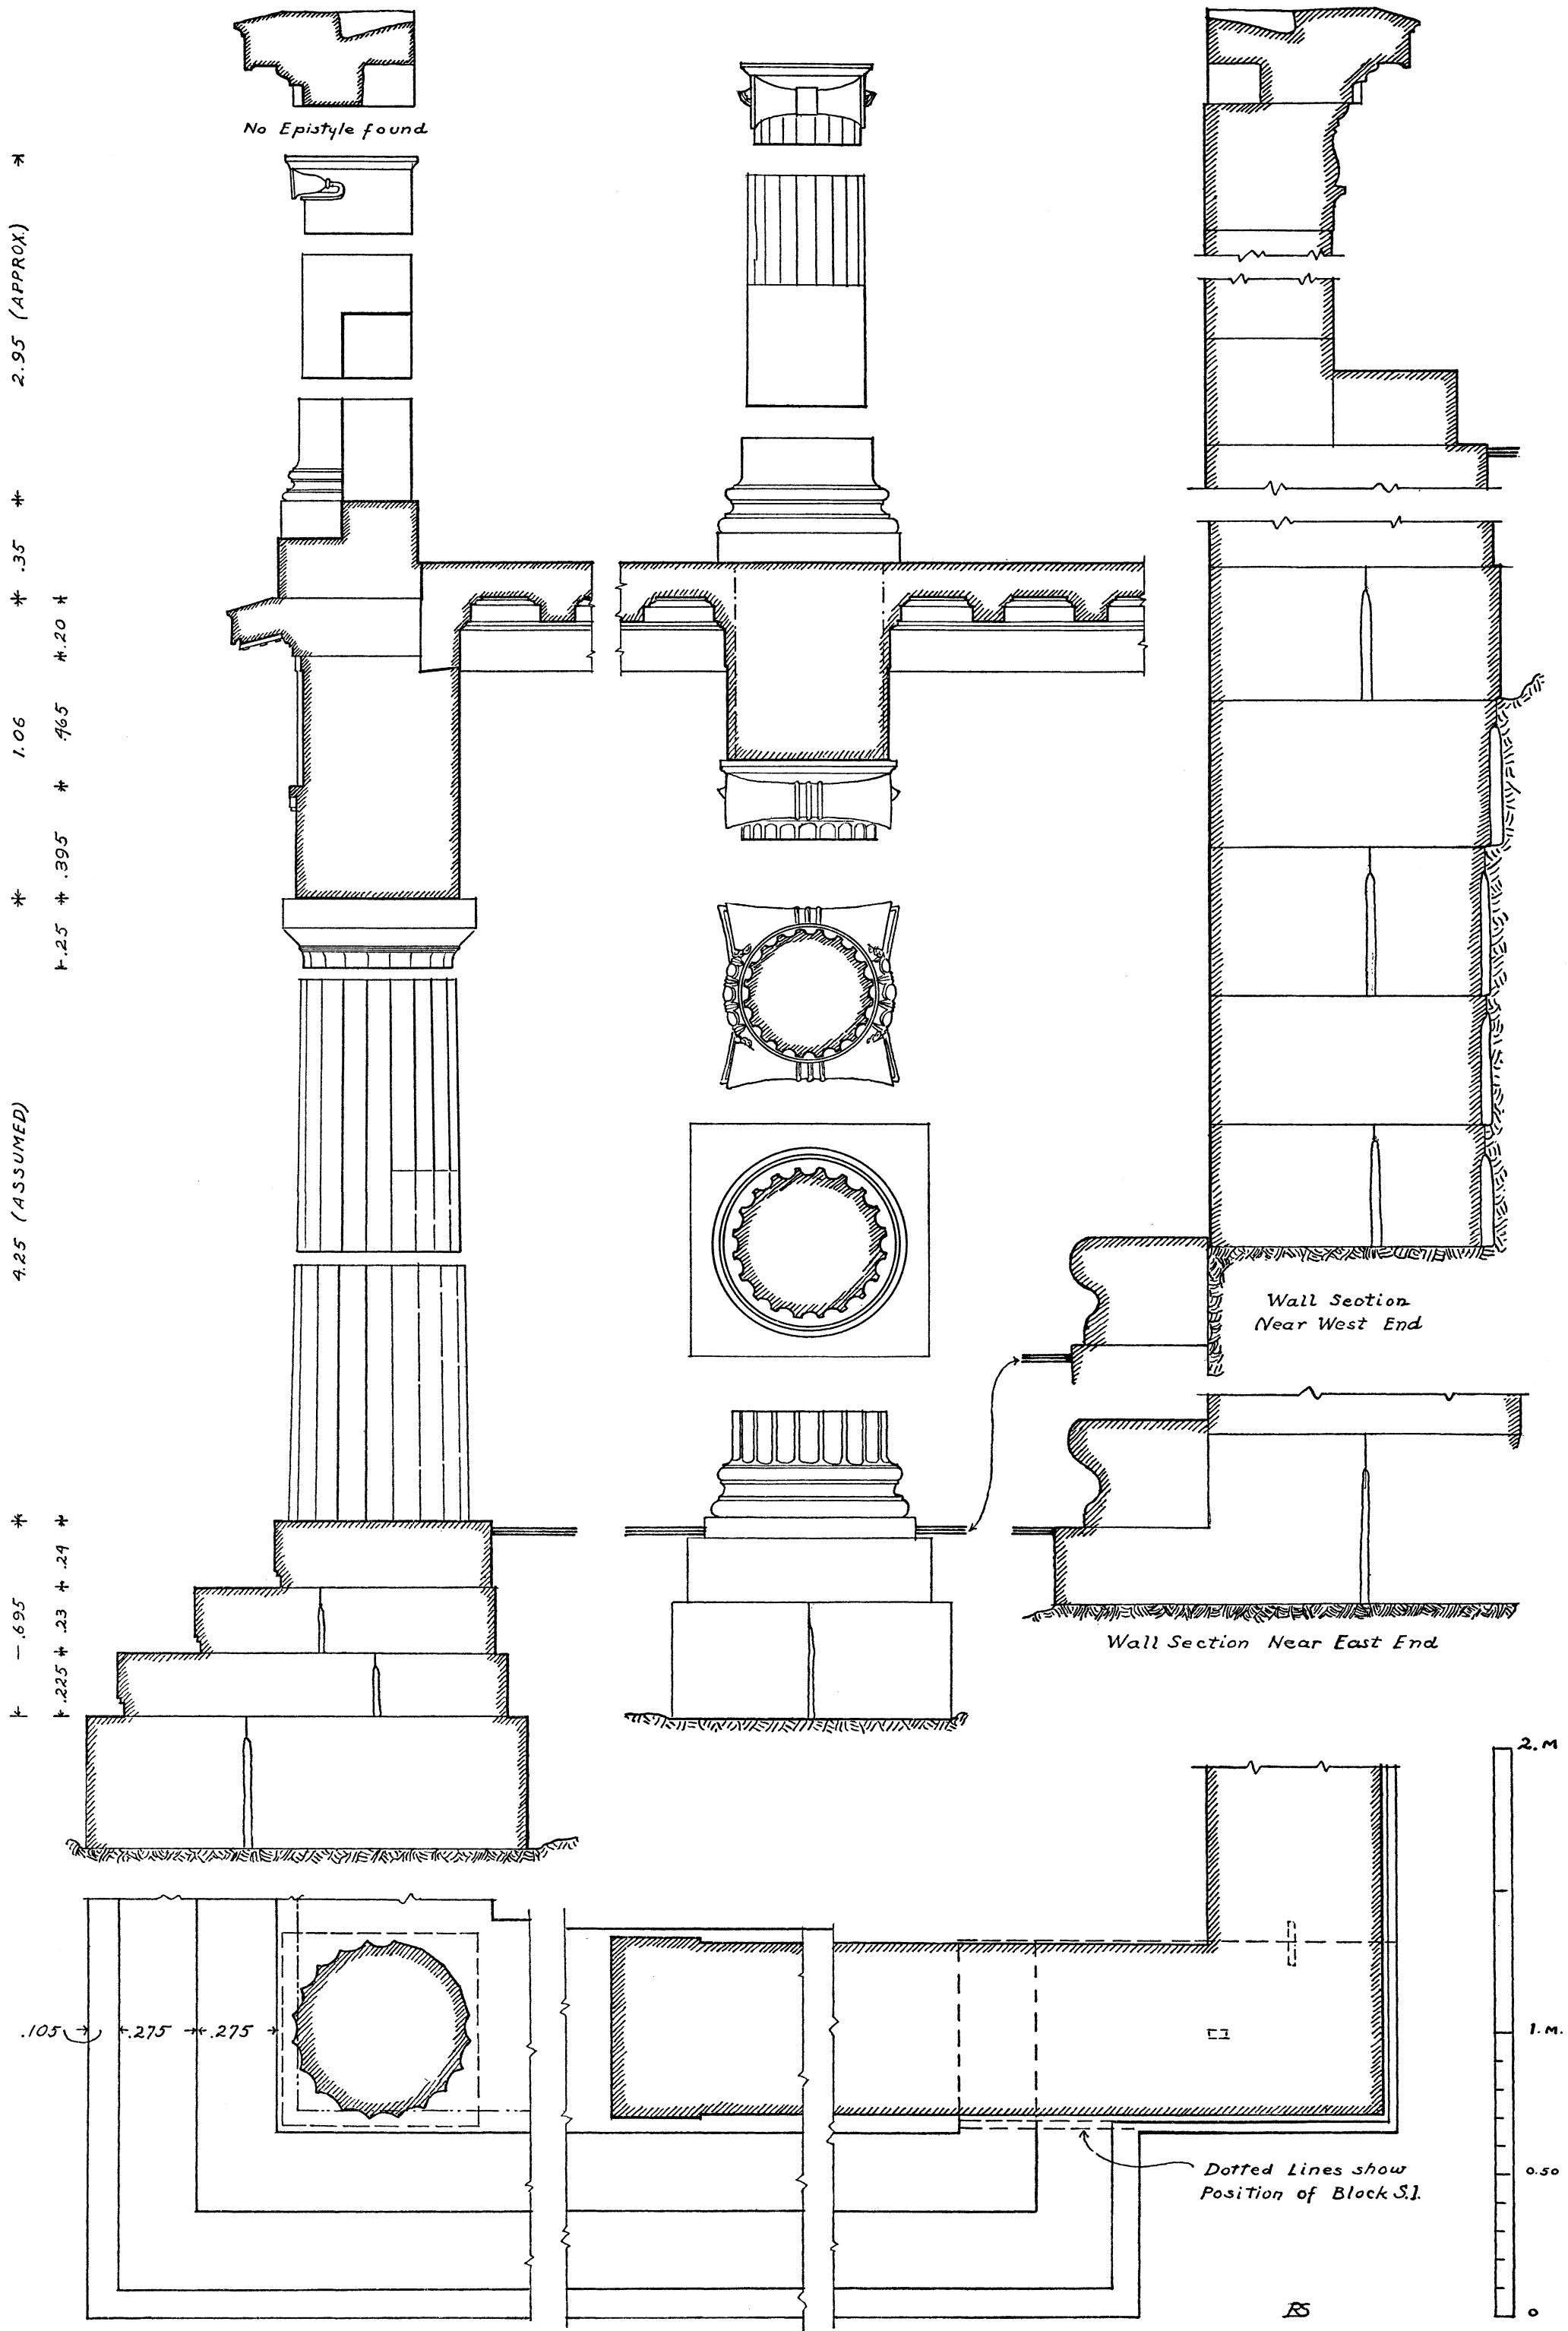 No Epistyle found
2.95 (APPROX.)
.35
1.06
.20
.465
.395
.25
4.25 (ASSUMED)
.695
.24
.23
.225
Wall Section
Near West End
Wall Section Near East End
.105
.275
.275
Dotted Lines show
Position of Block S.1.
2. M
1. M.
0.50
0
RS